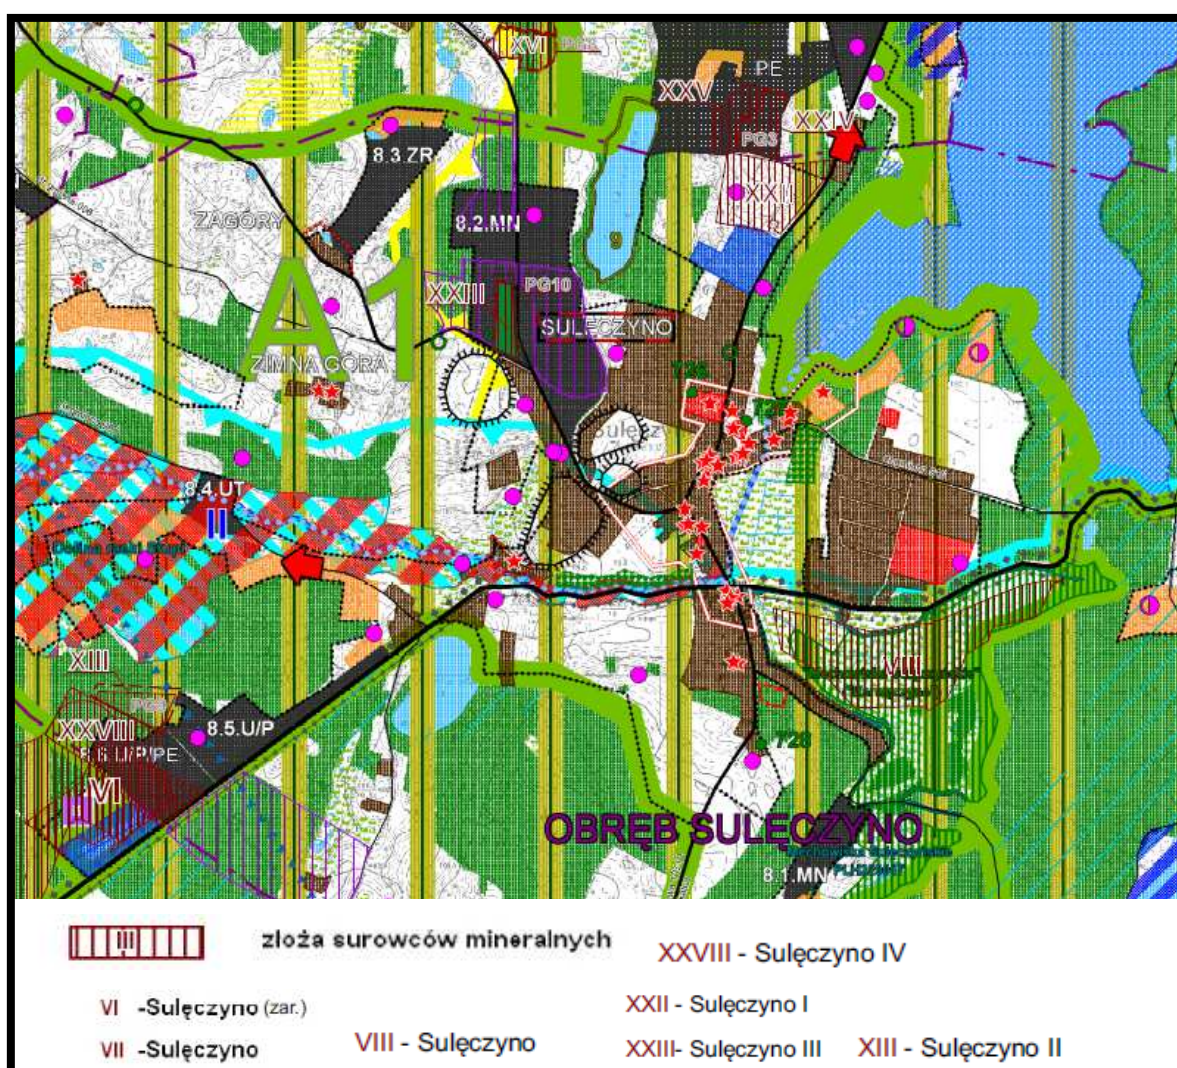 XVI
PE
XXV
XXIV
PG3
8.3.ZR
XXII
ZAGÓRY
8.2.MN
9
A1
XXIII
PG10
SULĘCZYNO
ZIMNA GÓRA
8.4.UT
II
XIII
VIII
XXVIII
8.5.U/P
8.6.U/P/PE
VI
T28
OBRĘB SULĘCZYNO
8.1.MN
III złoża surowców mineralnych
XXVIII - Sulęczyno IV
VI -Sulęczyno (zar.)
XXII - Sulęczyno I
VII -Sulęczyno
VIII - Sulęczyno
XXIII- Sulęczyno III
XIII - Sulęczyno II